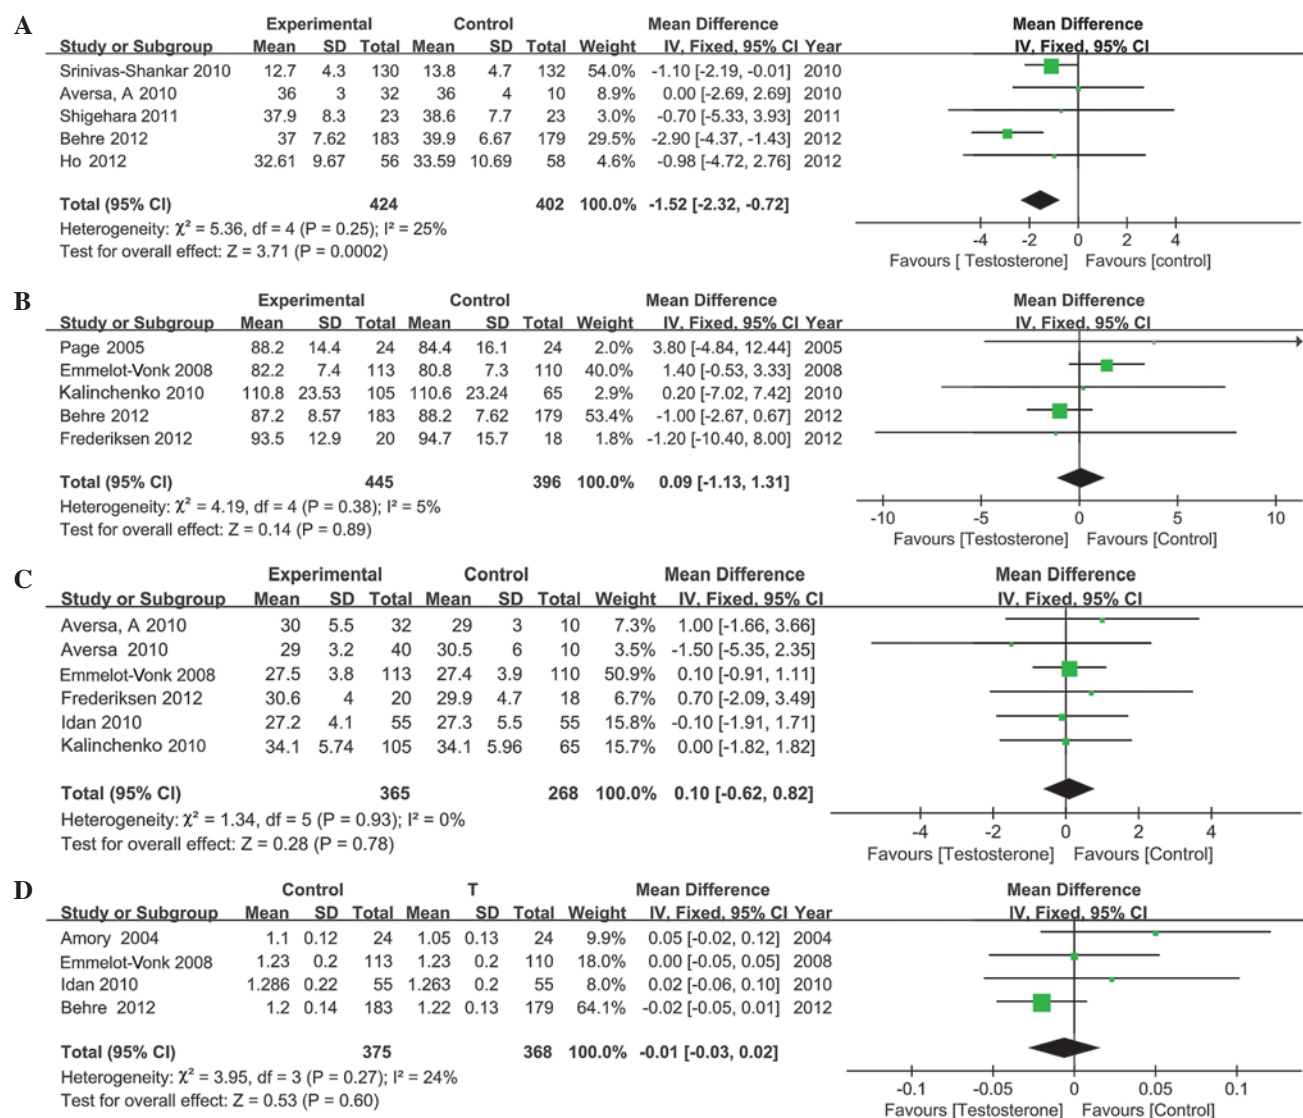 A
Experimental Control Mean Difference Mean Difference
Study or Subgroup Mean SD Total Mean SD Total Weight IV, Fixed, 95% CI Year IV, Fixed, 95% CI
Srinivas-Shankar 2010 12.7 4.3 130 13.8 4.7 132 54.0% -1.10 [-2.19, -0.01] 2010
Aversa, A 2010 36 3 32 36 4 10 8.9% 0.00 [-2.69, 2.69] 2010
Shigehara 2011 37.9 8.3 23 38.6 7.7 23 3.0% -0.70 [-5.33, 3.93] 2011
Behre 2012 37 7.62 183 39.9 6.67 179 29.5% -2.90 [-4.37, -1.43] 2012
Ho 2012 32.61 9.67 56 33.59 10.69 58 4.6% -0.98 [-4.72, 2.76] 2012
Total (95% CI) 424 402 100.0% -1.52 [-2.32, -0.72]
Heterogeneity: χ² = 5.36, df = 4 (P = 0.25); I² = 25%
Test for overall effect: Z = 3.71 (P = 0.0002)
-4 -2 0 2 4
Favours [ Testosterone] Favours [control]
B
Experimental Control Mean Difference Mean Difference
Study or Subgroup Mean SD Total Mean SD Total Weight IV, Fixed, 95% CI Year IV, Fixed, 95% CI
Page 2005 88.2 14.4 24 84.4 16.1 24 2.0% 3.80 [-4.84, 12.44] 2005
Emmelot-Vonk 2008 82.2 7.4 113 80.8 7.3 110 40.0% 1.40 [-0.53, 3.33] 2008
Kalinchenko 2010 110.8 23.53 105 110.6 23.24 65 2.9% 0.20 [-7.02, 7.42] 2010
Behre 2012 87.2 8.57 183 88.2 7.62 179 53.4% -1.00 [-2.67, 0.67] 2012
Frederiksen 2012 93.5 12.9 20 94.7 15.7 18 1.8% -1.20 [-10.40, 8.00] 2012
Total (95% CI) 445 396 100.0% 0.09 [-1.13, 1.31]
Heterogeneity: χ² = 4.19, df = 4 (P = 0.38); I² = 5%
Test for overall effect: Z = 0.14 (P = 0.89)
-10 -5 0 5 10
Favours [Testosterone] Favours [Control]
C
Experimental Control Mean Difference Mean Difference
Study or Subgroup Mean SD Total Mean SD Total Weight IV, Fixed, 95% CI IV, Fixed, 95% CI
Aversa, A 2010 30 5.5 32 29 3 10 7.3% 1.00 [-1.66, 3.66]
Aversa 2010 29 3.2 40 30.5 6 10 3.5% -1.50 [-5.35, 2.35]
Emmelot-Vonk 2008 27.5 3.8 113 27.4 3.9 110 50.9% 0.10 [-0.91, 1.11]
Frederiksen 2012 30.6 4 20 29.9 4.7 18 6.7% 0.70 [-2.09, 3.49]
Idan 2010 27.2 4.1 55 27.3 5.5 55 15.8% -0.10 [-1.91, 1.71]
Kalinchenko 2010 34.1 5.74 105 34.1 5.96 65 15.7% 0.00 [-1.82, 1.82]
Total (95% CI) 365 268 100.0% 0.10 [-0.62, 0.82]
Heterogeneity: χ² = 1.34, df = 5 (P = 0.93); I² = 0%
Test for overall effect: Z = 0.28 (P = 0.78)
-4 -2 0 2 4
Favours [Testosterone] Favours [Control]
D
Control T Mean Difference Mean Difference
Study or Subgroup Mean SD Total Mean SD Total Weight IV, Fixed, 95% CI Year IV, Fixed, 95% CI
Amory 2004 1.1 0.12 24 1.05 0.13 24 9.9% 0.05 [-0.02, 0.12] 2004
Emmelot-Vonk 2008 1.23 0.2 113 1.23 0.2 110 18.0% 0.00 [-0.05, 0.05] 2008
Idan 2010 1.286 0.22 55 1.263 0.2 55 8.0% 0.02 [-0.06, 0.10] 2010
Behre 2012 1.2 0.14 183 1.22 0.13 179 64.1% -0.02 [-0.05, 0.01] 2012
Total (95% CI) 375 368 100.0% -0.01 [-0.03, 0.02]
Heterogeneity: χ² = 3.95, df = 3 (P = 0.27); I² = 24%
Test for overall effect: Z = 0.53 (P = 0.60)
-0.1 -0.05 0 0.05 0.1
Favours [Testosterone] Favours [Control]